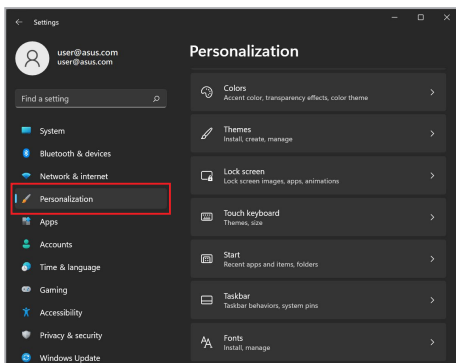 Settings
user@asus.com
user@asus.com
Find a setting
System
Bluetooth & devices
Network & internet
Personalization
Apps
Accounts
Time & language
Gaming
Accessibility
Privacy & security
Windows Update
Personalization
Colors
Accent color, transparency effects, color theme
Themes
Install, create, manage
Lock screen
Lock screen images, apps, animations
Touch keyboard
Themes, size
Start
Recent apps and items, folders
Taskbar
Taskbar behaviors, system pins
Fonts
Install, manage